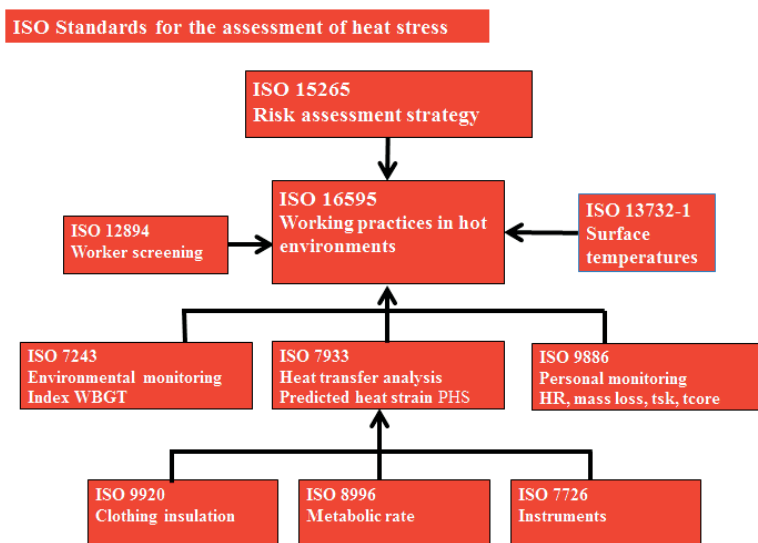 ISO Standards for the assessment of heat stress
ISO 15265
Risk assessment strategy
ISO 16595
Working practices in hot
environments
ISO 12894
Worker screening
ISO 13732-1
Surface
temperatures
ISO 7243
Environmental monitoring
Index WBGT
ISO 7933
Heat transfer analysis
Predicted heat strain PHS
ISO 9886
Personal monitoring
HR, mass loss, tsk, tcore
ISO 9920
Clothing insulation
ISO 8996
Metabolic rate
ISO 7726
Instruments